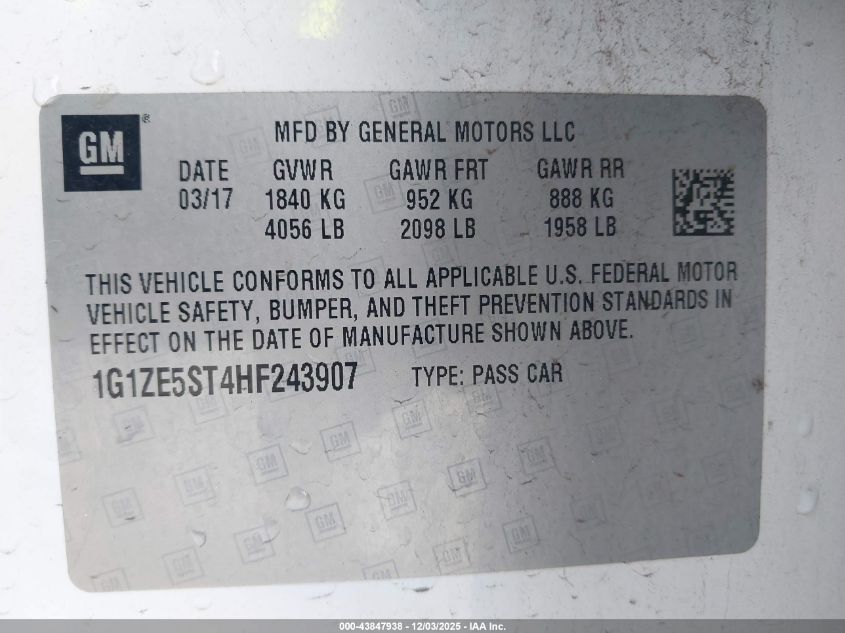 GM®
MFD BY GENERAL MOTORS LLC
DATE GVWR GAWR FRT GAWR RR
03/17 1840 KG 952 KG 888 KG
4056 LB 2098 LB 1958 LB
THIS VEHICLE CONFORMS TO ALL APPLICABLE U.S. FEDERAL MOTOR
VEHICLE SAFETY, BUMPER, AND THEFT PREVENTION STANDARDS IN
EFFECT ON THE DATE OF MANUFACTURE SHOWN ABOVE.
1G1ZE5ST4HF243907 TYPE: PASS CAR
000-43847938 - 12/03/2025 - IAA Inc.